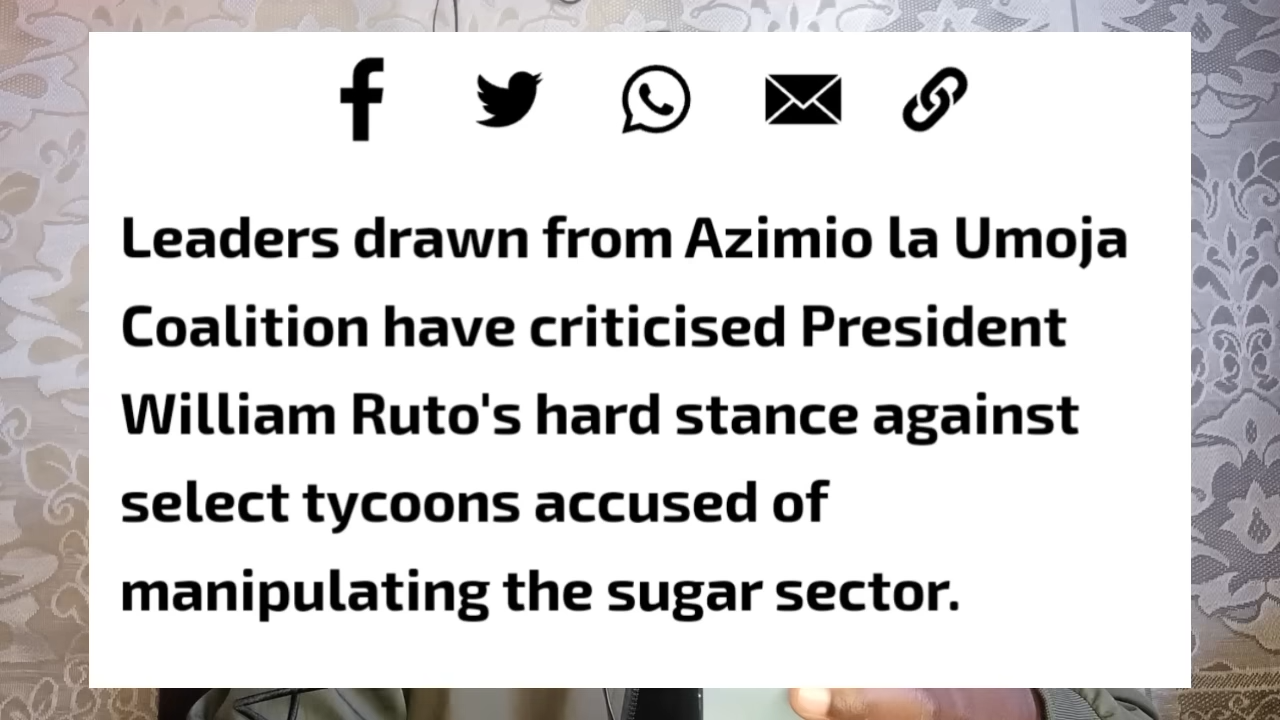 Leaders drawn from Azimio la Umoja
Coalition have criticised President
William Ruto's hard stance against
select tycoons accused of
manipulating the sugar sector.